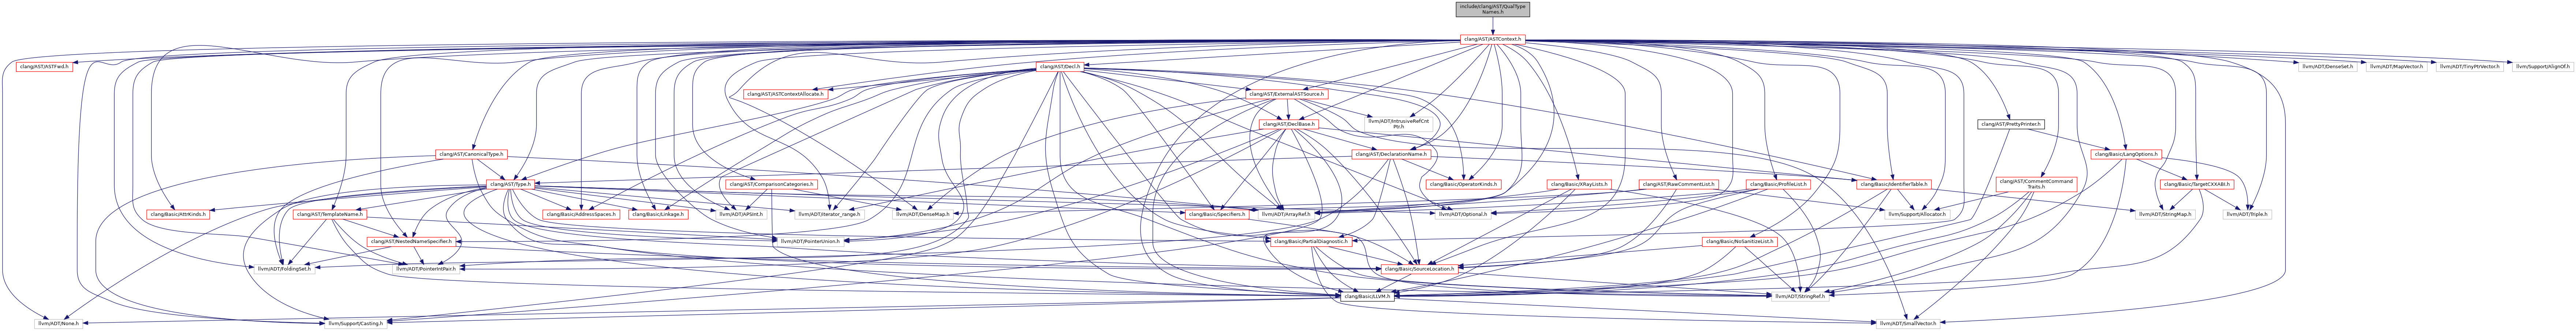 include/clang/AST/QualType
Names.h
clang/AST/ASTContext.h
clang/AST/ASTFwd.h
clang/AST/Decl.h
llvm/ADT/DenseSet.h
llvm/ADT/MapVector.h
llvm/ADT/TinyPtrVector.h
llvm/Support/AlignOf.h
clang/AST/ASTContextAllocate.h
clang/AST/ExternalASTSource.h
llvm/ADT/IntrusiveRefCnt
Ptr.h
clang/AST/DeclBase.h
clang/AST/PrettyPrinter.h
clang/AST/CanonicalType.h
clang/AST/DeclarationName.h
clang/Basic/LangOptions.h
clang/AST/Type.h
clang/AST/ComparisonCategories.h
clang/Basic/OperatorKinds.h
clang/Basic/XRayLists.h
clang/AST/RawCommentList.h
clang/Basic/ProfileList.h
clang/Basic/IdentifierTable.h
clang/AST/CommentCommand
Traits.h
clang/Basic/TargetCXXABI.h
clang/Basic/AttrKinds.h
clang/AST/TemplateName.h
clang/Basic/AddressSpaces.h
clang/Basic/Linkage.h
llvm/ADT/APSInt.h
llvm/ADT/iterator_range.h
llvm/ADT/DenseMap.h
clang/Basic/Specifiers.h
llvm/ADT/ArrayRef.h
llvm/ADT/Optional.h
llvm/Support/Allocator.h
llvm/ADT/StringMap.h
llvm/ADT/Triple.h
clang/AST/NestedNameSpecifier.h
llvm/ADT/PointerUnion.h
clang/Basic/PartialDiagnostic.h
clang/Basic/NoSanitizeList.h
llvm/ADT/FoldingSet.h
llvm/ADT/PointerIntPair.h
clang/Basic/SourceLocation.h
clang/Basic/LLVM.h
llvm/ADT/StringRef.h
llvm/ADT/None.h
llvm/Support/Casting.h
llvm/ADT/SmallVector.h